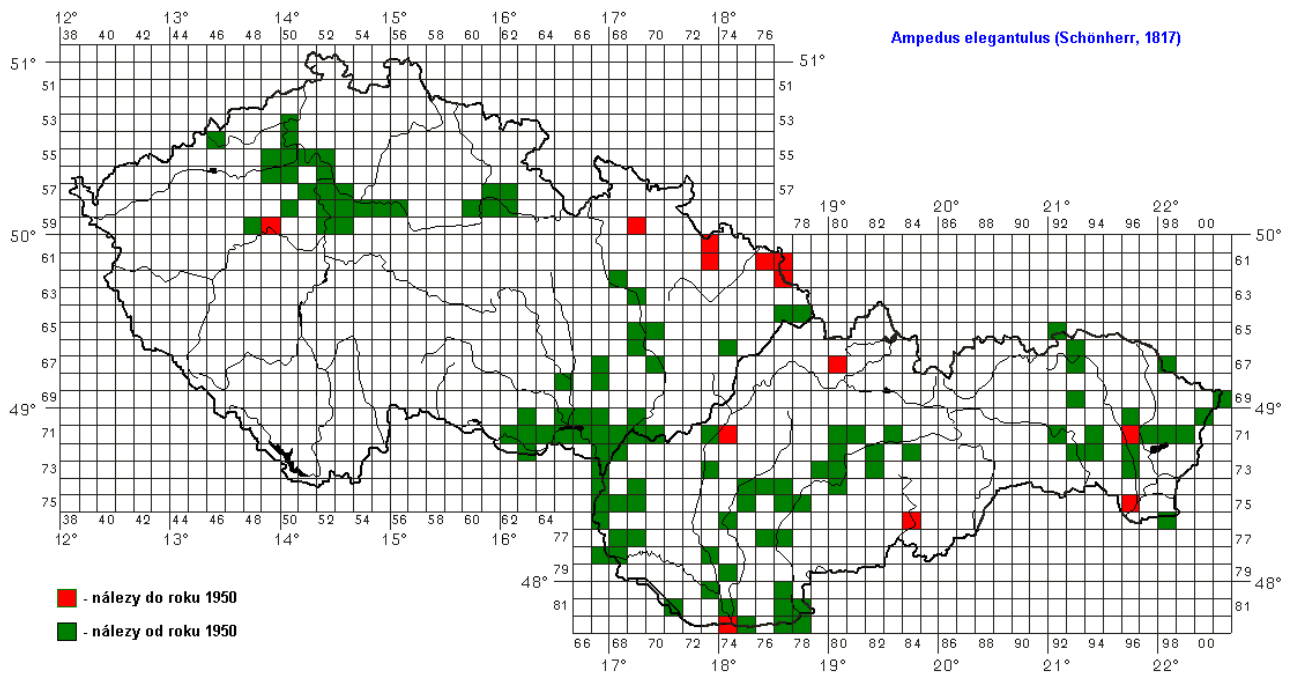 12° 13° 14° 15° 16° 17° 18°
38 40 42 44 46 48 50 52 54 56 58 60 62 64 66 68 70 72 74 76
Ampedus elegantulus (Schönherr, 1817)
51° 51°
51 51
53 53
55 55
57 57
19° 20° 21° 22°
59 78 80 82 84 86 88 90 92 94 96 98 00
50° 50°
61 61
63 63
65 65
67 67
69 69
49° 49°
71 71
73 73
75 75
38 40 42 44 46 48 50 52 54 56 58 60 62 64
12° 13° 14° 15° 16°
77 77
79 79
48° 48°
81 81
- nálezy do roku 1950
- nálezy od roku 1950
66 68 70 72 74 76 78 80 82 84 86 88 90 92 94 96 98 00
17° 18° 19° 20° 21° 22°